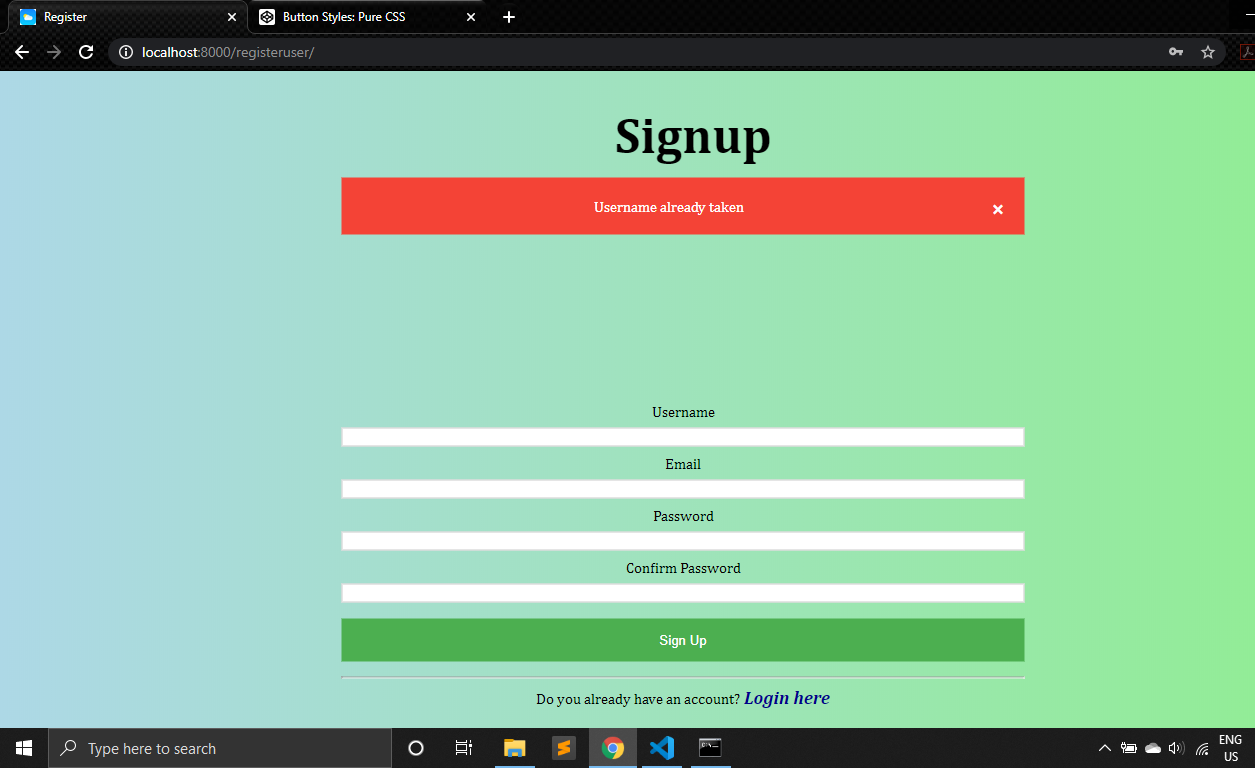 Register
Button Styles: Pure CSS
localhost:8000/registeruser/
Signup
Username already taken
Username
Email
Password
Confirm Password
Sign Up
Do you already have an account? Login here
Type here to search
ENG
US